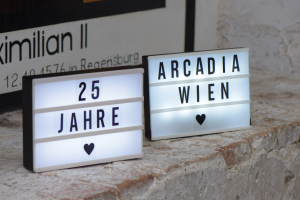 ximilian II
in Regensburg
25
JAHRE
♥
ARCADIA
WIEN
♥